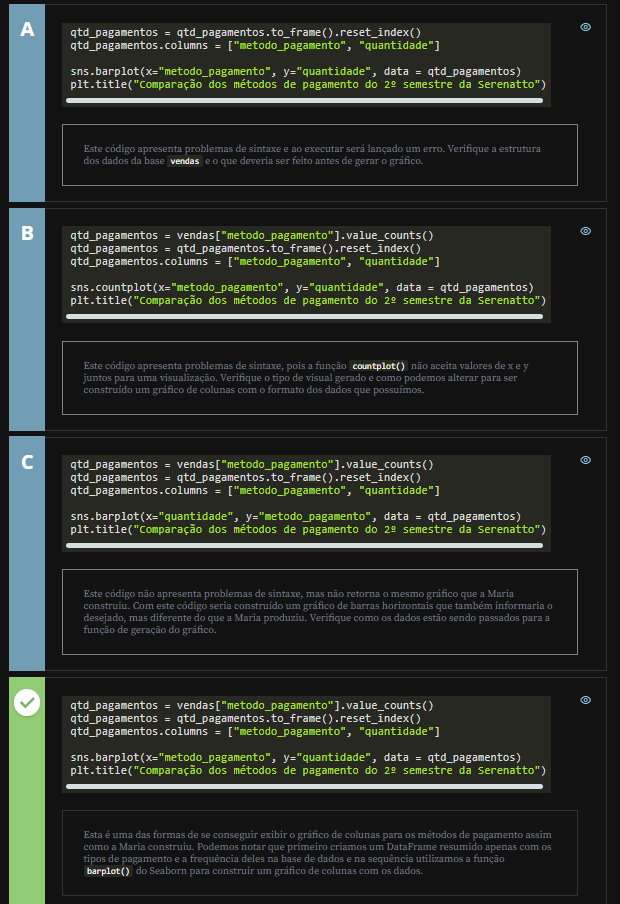 A
qtd_pagamentos = qtd_pagamentos.to_frame().reset_index()
qtd_pagamentos.columns = ["metodo_pagamento", "quantidade"]
sns.barplot(x="metodo_pagamento", y="quantidade", data = qtd_pagamentos)
plt.title("Comparação dos métodos de pagamento do 2º semestre da Serenatto")
Este código apresenta problemas de sintaxe e ao executar será lançado um erro. Verifique a estrutura
dos dados da base vendas e o que deveria ser feito antes de gerar o gráfico.
B
qtd_pagamentos = vendas["metodo_pagamento"].value_counts()
qtd_pagamentos = qtd_pagamentos.to_frame().reset_index()
qtd_pagamentos.columns = ["metodo_pagamento", "quantidade"]
sns.countplot(x="metodo_pagamento", y="quantidade", data = qtd_pagamentos)
plt.title("Comparação dos métodos de pagamento do 2º semestre da Serenatto")
Este código apresenta problemas de sintaxe, pois a função countplot() não aceita valores de x e y
juntos para uma visualização. Verifique o tipo de visual gerado e como podemos alterar para ser
construído um gráfico de colunas com o formato dos dados que possuímos.
C
qtd_pagamentos = vendas["metodo_pagamento"].value_counts()
qtd_pagamentos = qtd_pagamentos.to_frame().reset_index()
qtd_pagamentos.columns = ["metodo_pagamento", "quantidade"]
sns.barplot(x="quantidade", y="metodo_pagamento", data = qtd_pagamentos)
plt.title("Comparação dos métodos de pagamento do 2º semestre da Serenatto")
Este código não apresenta problemas de sintaxe, mas não retorna o mesmo gráfico que a Maria
construiu. Com este código seria construído um gráfico de barras horizontais que também informaria o
desejado, mas diferente do que a Maria produziu. Verifique como os dados estão sendo passados para a
função de geração do gráfico.
qtd_pagamentos = vendas["metodo_pagamento"].value_counts()
qtd_pagamentos = qtd_pagamentos.to_frame().reset_index()
qtd_pagamentos.columns = ["metodo_pagamento", "quantidade"]
sns.barplot(x="metodo_pagamento", y="quantidade", data = qtd_pagamentos)
plt.title("Comparação dos métodos de pagamento do 2º semestre da Serenatto")
Esta é uma das formas de se conseguir exibir o gráfico de colunas para os métodos de pagamento assim
como a Maria construiu. Podemos notar que primeiro criamos um DataFrame resumido apenas com os
tipos de pagamento e a frequência deles na base de dados e na sequência utilizamos a função
barplot() do Seaborn para construir um gráfico de colunas com os dados.